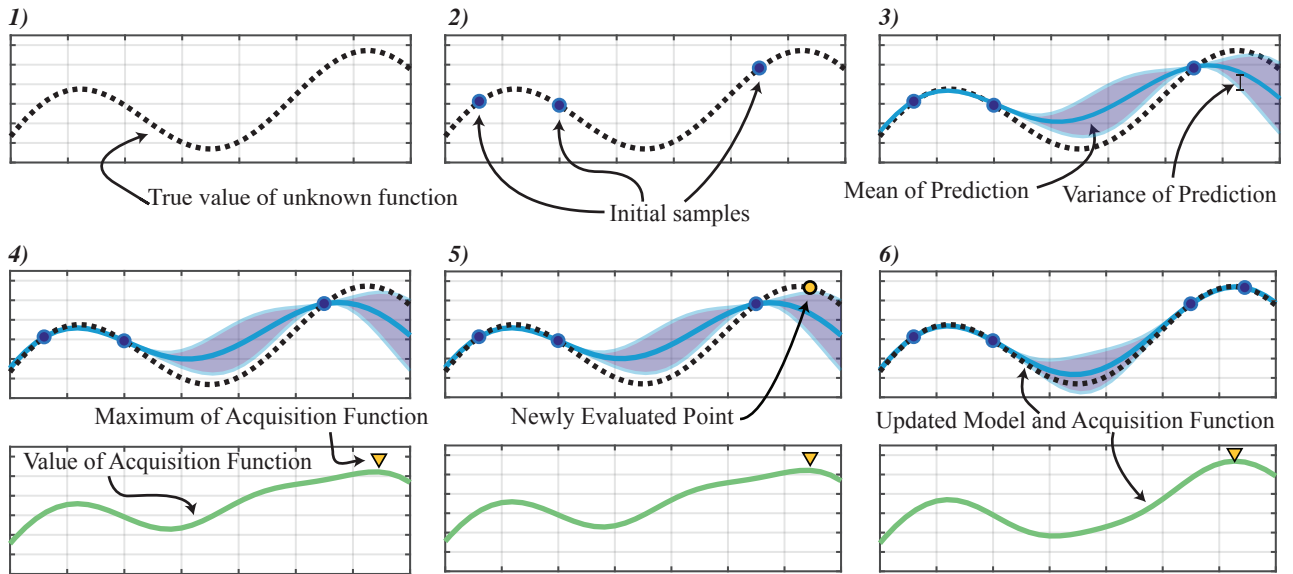 1)
2)
3)
True value of unknown function
Initial samples
Mean of Prediction
Variance of Prediction
4)
5)
6)
Maximum of Acquisition Function
Newly Evaluated Point
Updated Model and Acquisition Function
Value of Acquisition Function